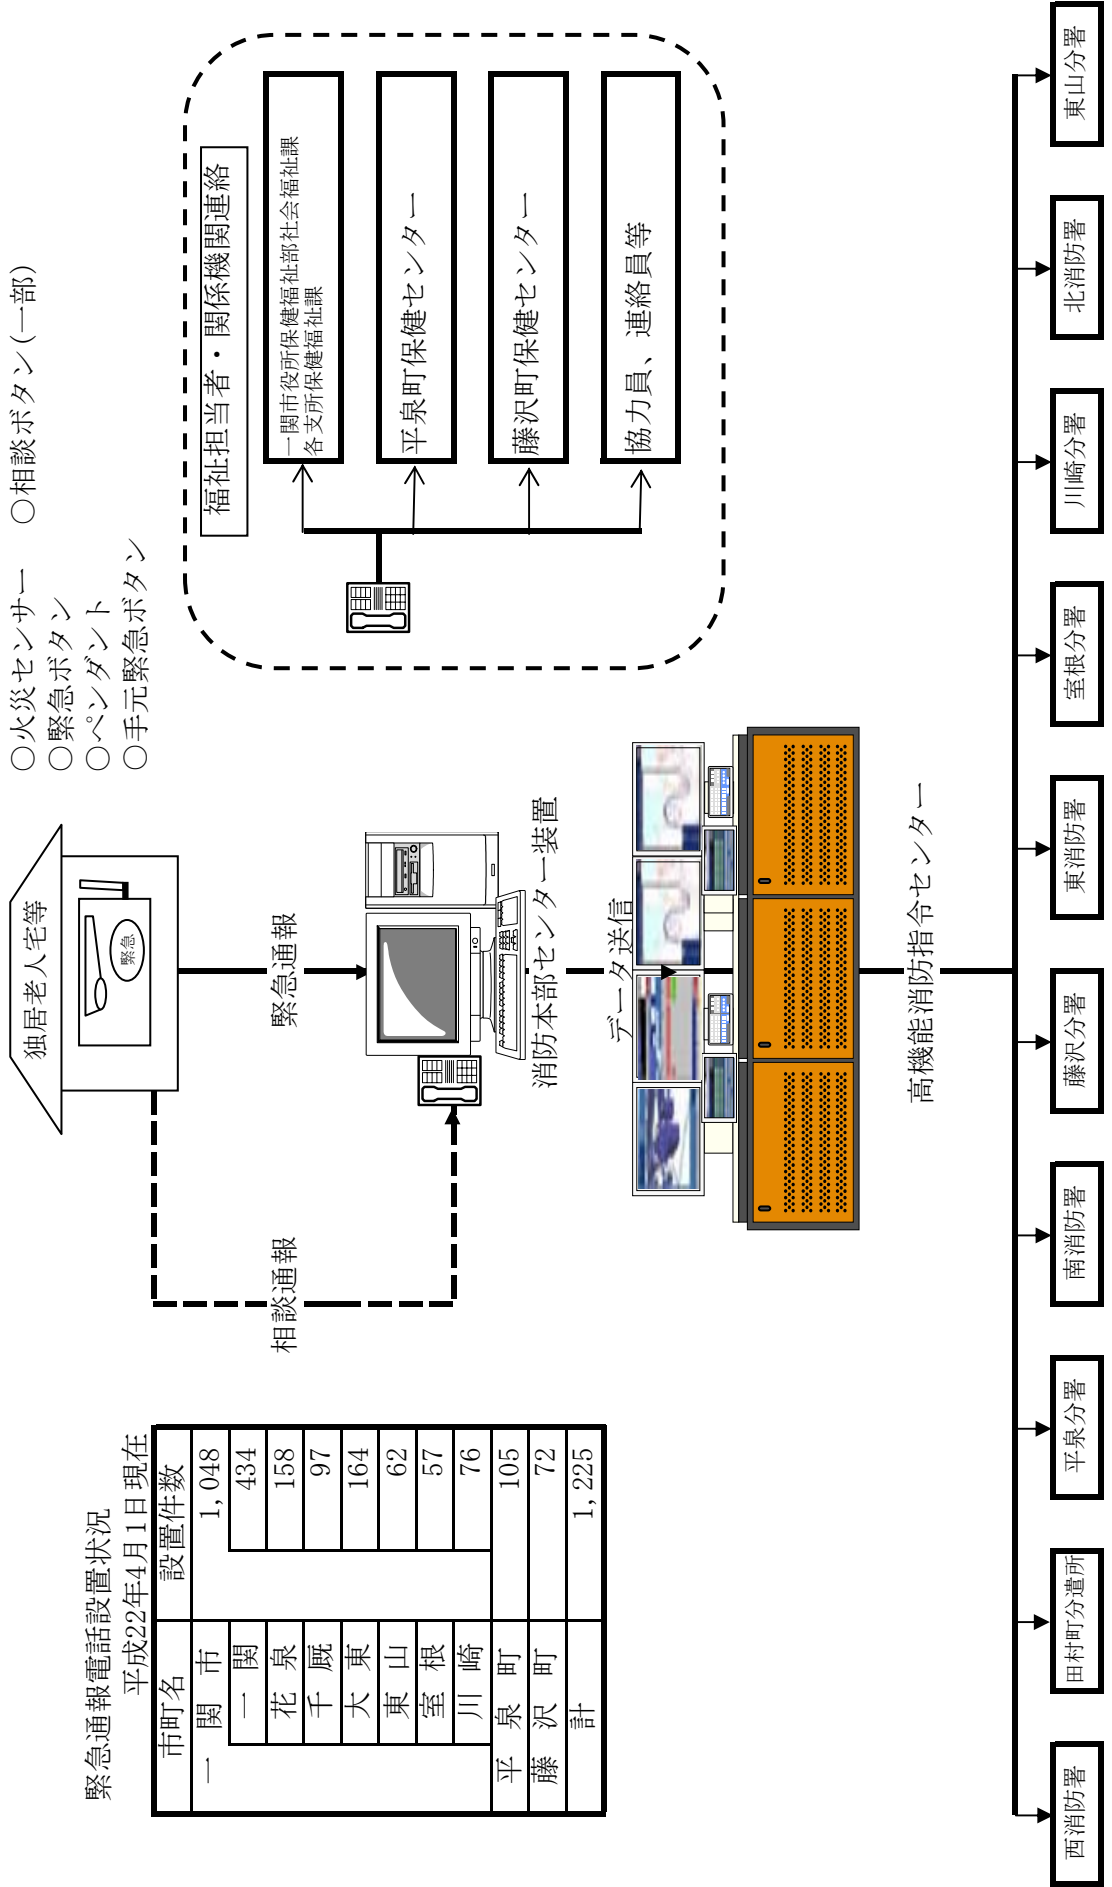 緊急通報電話設置状況
平成22年4月1日 現在
市町名 設置件数
一関市 1,048
一関 434
花泉 158
千厩 97
大東 164
東山 62
室根 57
川崎 76
平泉町 105
藤沢町 72
計 1,225
独居老人宅等
緊急
○火災センサー ○相談ボタン(一部)
○緊急ボタン
○ペンダント
○手元緊急ボタン
相談通報
緊急通報
消防本部センター装置
データ送信
高機能消防指令センター
福祉担当者・関係機関連絡
一関市役所保健福祉部社会福祉課
各支所保健福祉課
平泉町保健センター
藤沢町保健センター
協力員、連絡員等
西消防署
田村町分遣所
平泉分署
南消防署
藤沢分署
東消防署
室根分署
川崎分署
北消防署
東山分署